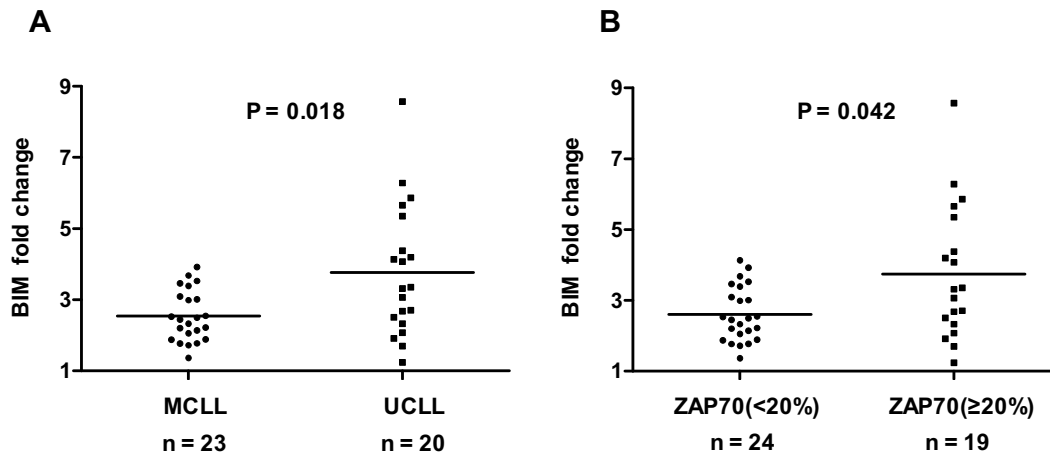 A
BIM fold change
9
7
5
3
1
P = 0.018
MCLL
UCLL
n = 23
n = 20
B
BIM fold change
9
7
5
3
1
P = 0.042
ZAP70(<20%)
ZAP70(≥20%)
n = 24
n = 19